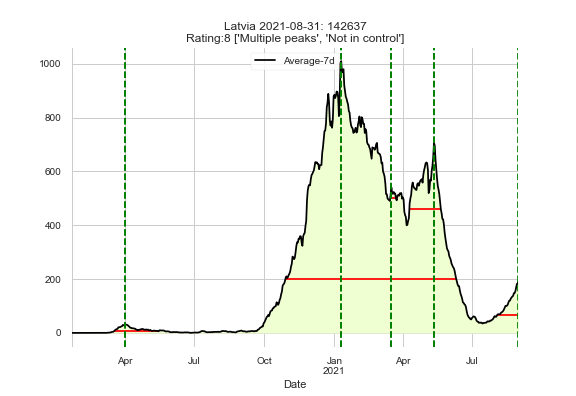 Latvia 2021-08-31: 142637
Rating:8 ['Multiple peaks', 'Not in control']
Average-7d
1000
800
600
400
200
0
Apr Jul Oct Jan Apr Jul
2021
Date